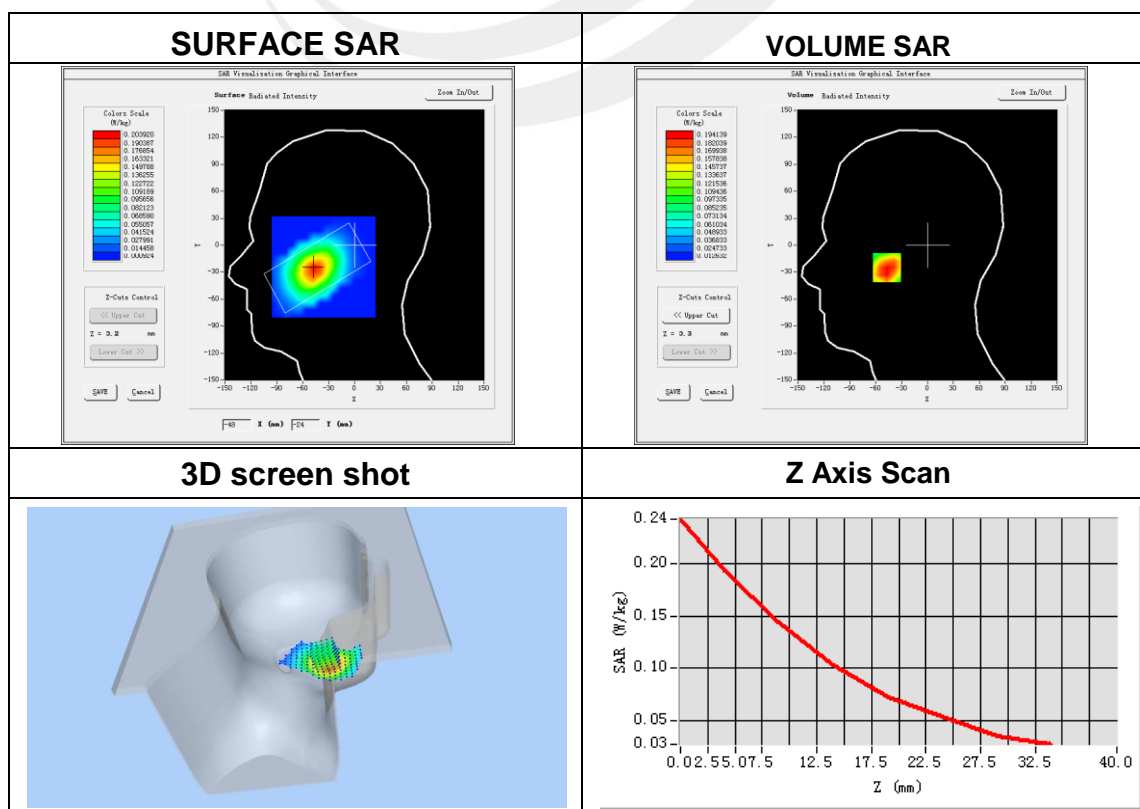 SURFACE SAR
VOLUME SAR
SAR Visualisation Graphical Interface
Surface Radiated Intensity
Zoom In/Out
Colors Scale
(W/kg)
0.203920
0.190387
0.176854
0.163321
0.149788
0.136255
0.122722
0.109189
0.095656
0.082123
0.068590
0.055057
0.041524
0.027991
0.014458
0.000924
150
120
90
60
30
0
-30
-60
-90
-120
-150
Y
-150 -120 -90 -60 -30 0 30 60 90 120 150
X
Z-Cuts Control
<< Upper Cut
Z = 0.2 mm
Lower Cut >>
SAVE Cancel
-48 X (mm) -24 Y (mm)
SAR Visualisation Graphical Interface
Volume Radiated Intensity
Zoom In/Out
Colors Scale
(W/kg)
0.194139
0.182039
0.169938
0.157838
0.145737
0.133637
0.121536
0.109436
0.097335
0.085235
0.073134
0.061034
0.048933
0.036833
0.024733
0.012632
150
120
90
60
30
0
-30
-60
-90
-120
-150
Y
-150 -120 -90 -60 -30 0 30 60 90 120 150
X
Z-Cuts Control
<< Upper Cut
Z = 0.3 mm
Lower Cut >>
SAVE Cancel
3D screen shot
Z Axis Scan
0.24
0.20
0.15
0.10
0.05
0.03
SAR (W/kg)
0.0 2.5 5.0 7.5 12.5 17.5 22.5 27.5 32.5 40.0
Z (mm)